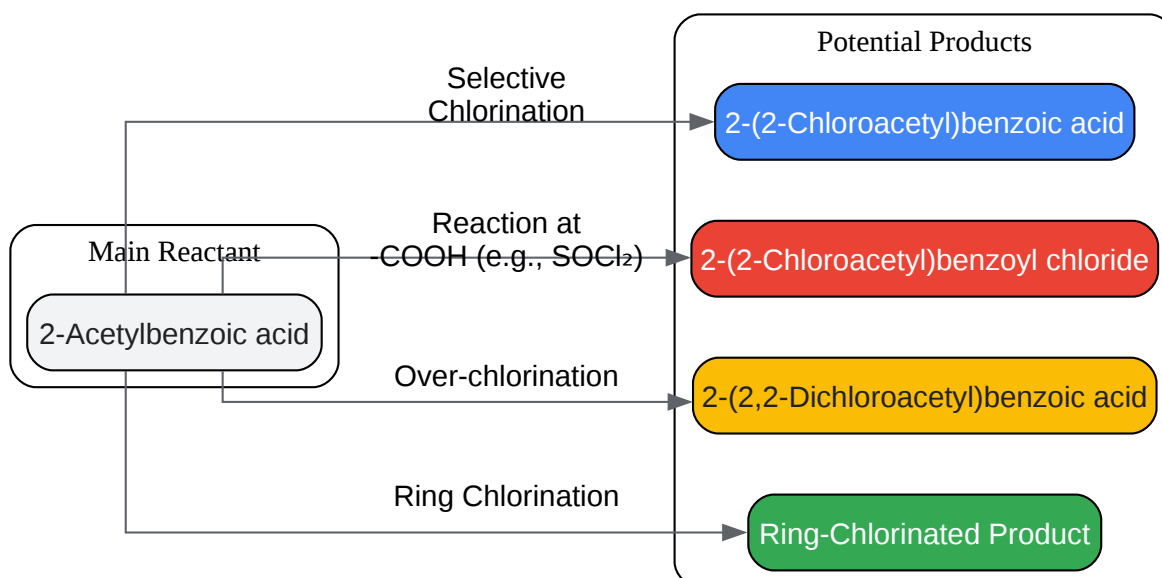 Potential Products
Selective
Chlorination
2-(2-Chloroacetyl)benzoic acid
Main Reactant
Reaction at
-COOH (e.g., SOCl₂)
2-(2-Chloroacetyl)benzoyl chloride
2-Acetylbenzoic acid
Over-chlorination
2-(2,2-Dichloroacetyl)benzoic acid
Ring Chlorination
Ring-Chlorinated Product